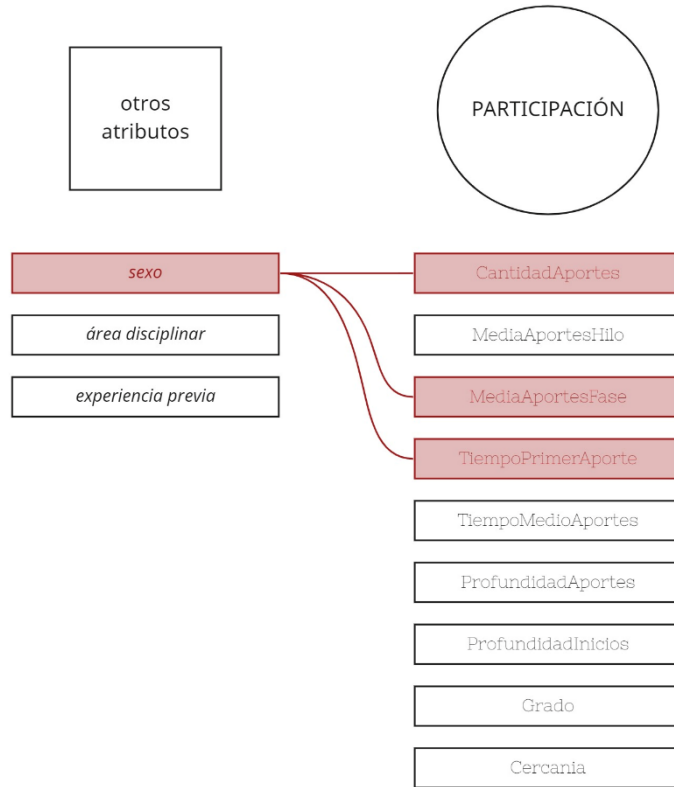 otros
atributos
PARTICIPACIÓN
sexo
área disciplinar
experiencia previa
CantidadAportes
MediaAportesHilo
MediaAportesFase
TiempoPrimerAporte
TiempoMedioAportes
ProfundidadAportes
ProfundidadInicios
Grado
Cercania